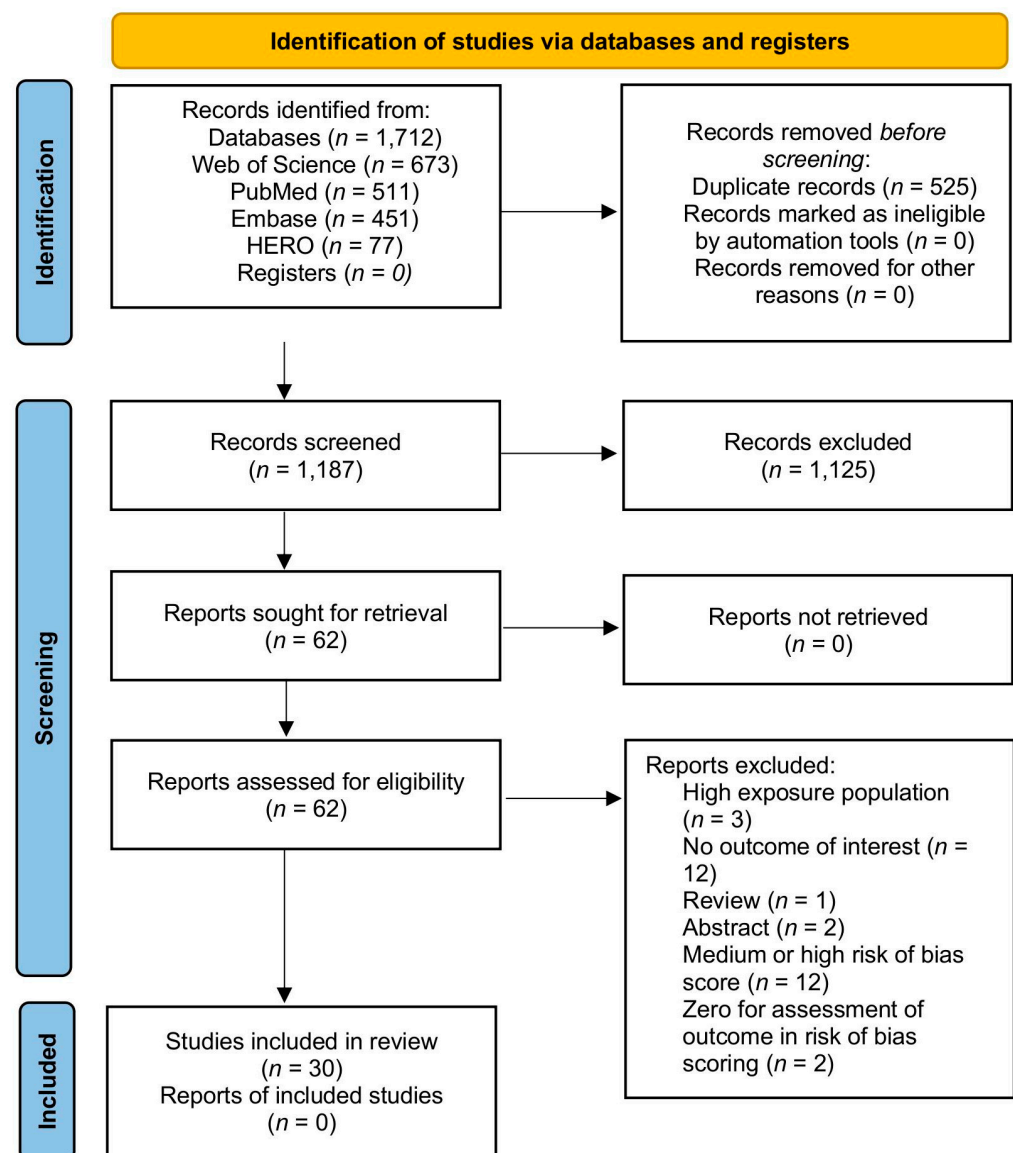 Identification of studies via databases and registers
Identification
Records identified from:
Databases (n = 1,712)
Web of Science (n = 673)
PubMed (n = 511)
Embase (n = 451)
HERO (n = 77)
Registers (n = 0)
Records removed before
screening:
Duplicate records (n = 525)
Records marked as ineligible
by automation tools (n = 0)
Records removed for other
reasons (n = 0)
Screening
Records screened
(n = 1,187)
Records excluded
(n = 1,125)
Reports sought for retrieval
(n = 62)
Reports not retrieved
(n = 0)
Reports assessed for eligibility
(n = 62)
Reports excluded:
High exposure population
(n = 3)
No outcome of interest (n =
12)
Review (n = 1)
Abstract (n = 2)
Medium or high risk of bias
score (n = 12)
Zero for assessment of
outcome in risk of bias
scoring (n = 2)
Included
Studies included in review
(n = 30)
Reports of included studies
(n = 0)